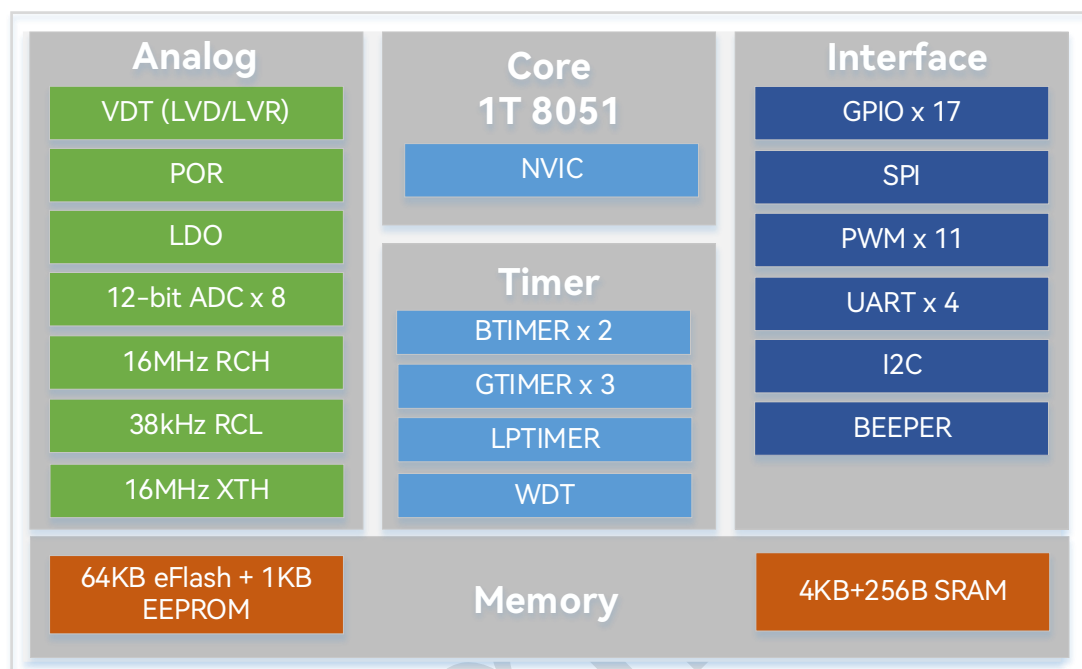 Analog
VDT (LVD/LVR)
POR
LDO
12-bit ADC x 8
16MHz RCH
38kHz RCL
16MHz XTH
Core
1T 8051
NVIC
Timer
BTIMER x 2
GTIMER x 3
LPTIMER
WDT
Interface
GPIO x 17
SPI
PWM x 11
UART x 4
I2C
BEEPER
64KB eFlash + 1KB
EEPROM
Memory
4KB+256B SRAM